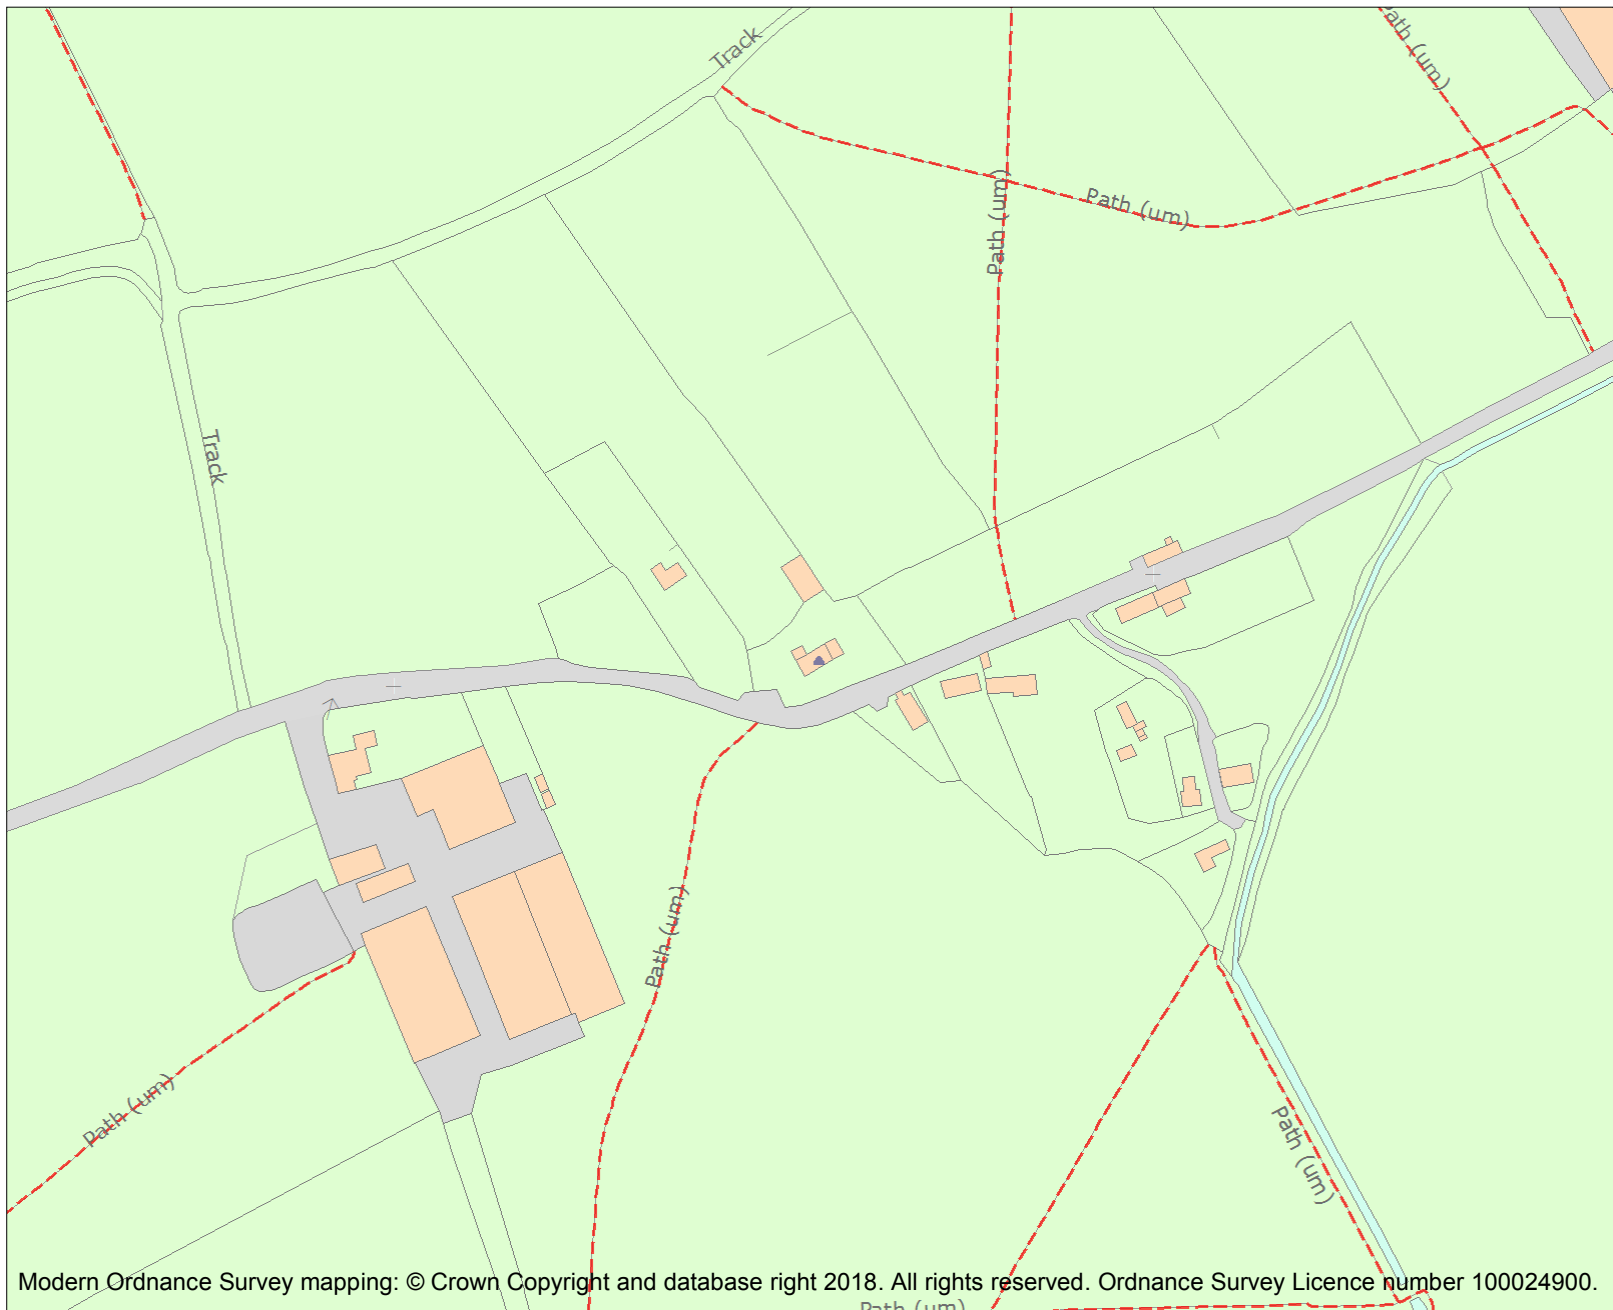 Track
Path (um)
Path (um)
Path (um)
Track
Path (um)
Path (um)
Path (um)
Modern Ordnance Survey mapping: © Crown Copyright and database right 2018. All rights reserved. Ordnance Survey Licence number 100024900.
Path (um)